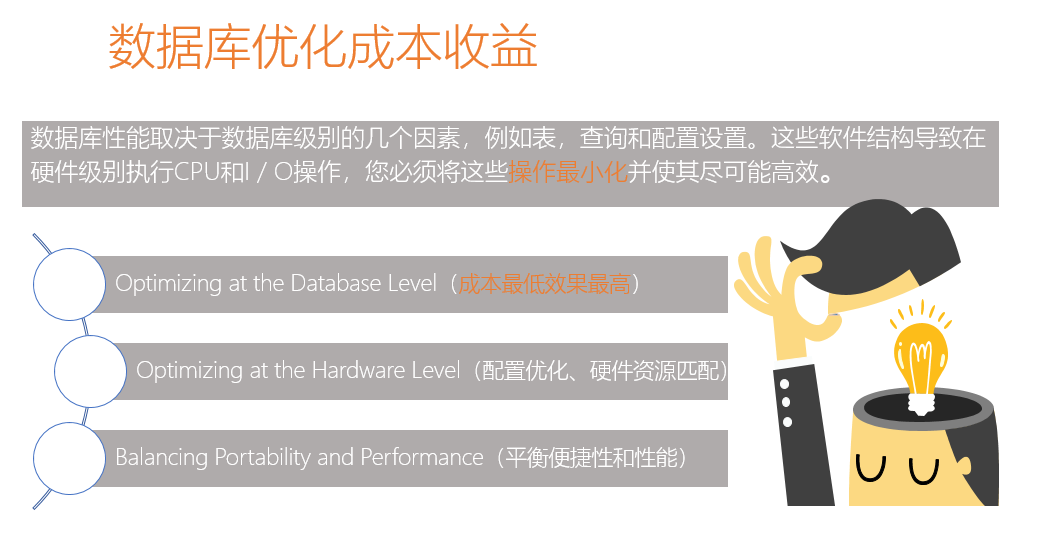 数据库优化成本收益
数据库性能取决于数据库级别的几个因素，例如表，查询和配置设置。这些软件结构导致在
硬件级别执行CPU和I / O操作，您必须将这些操作最小化并使其尽可能高效。
Optimizing at the Database Level（成本最低效果最高）
Optimizing at the Hardware Level（配置优化、硬件资源匹配）
Balancing Portability and Performance（平衡便捷性和性能）